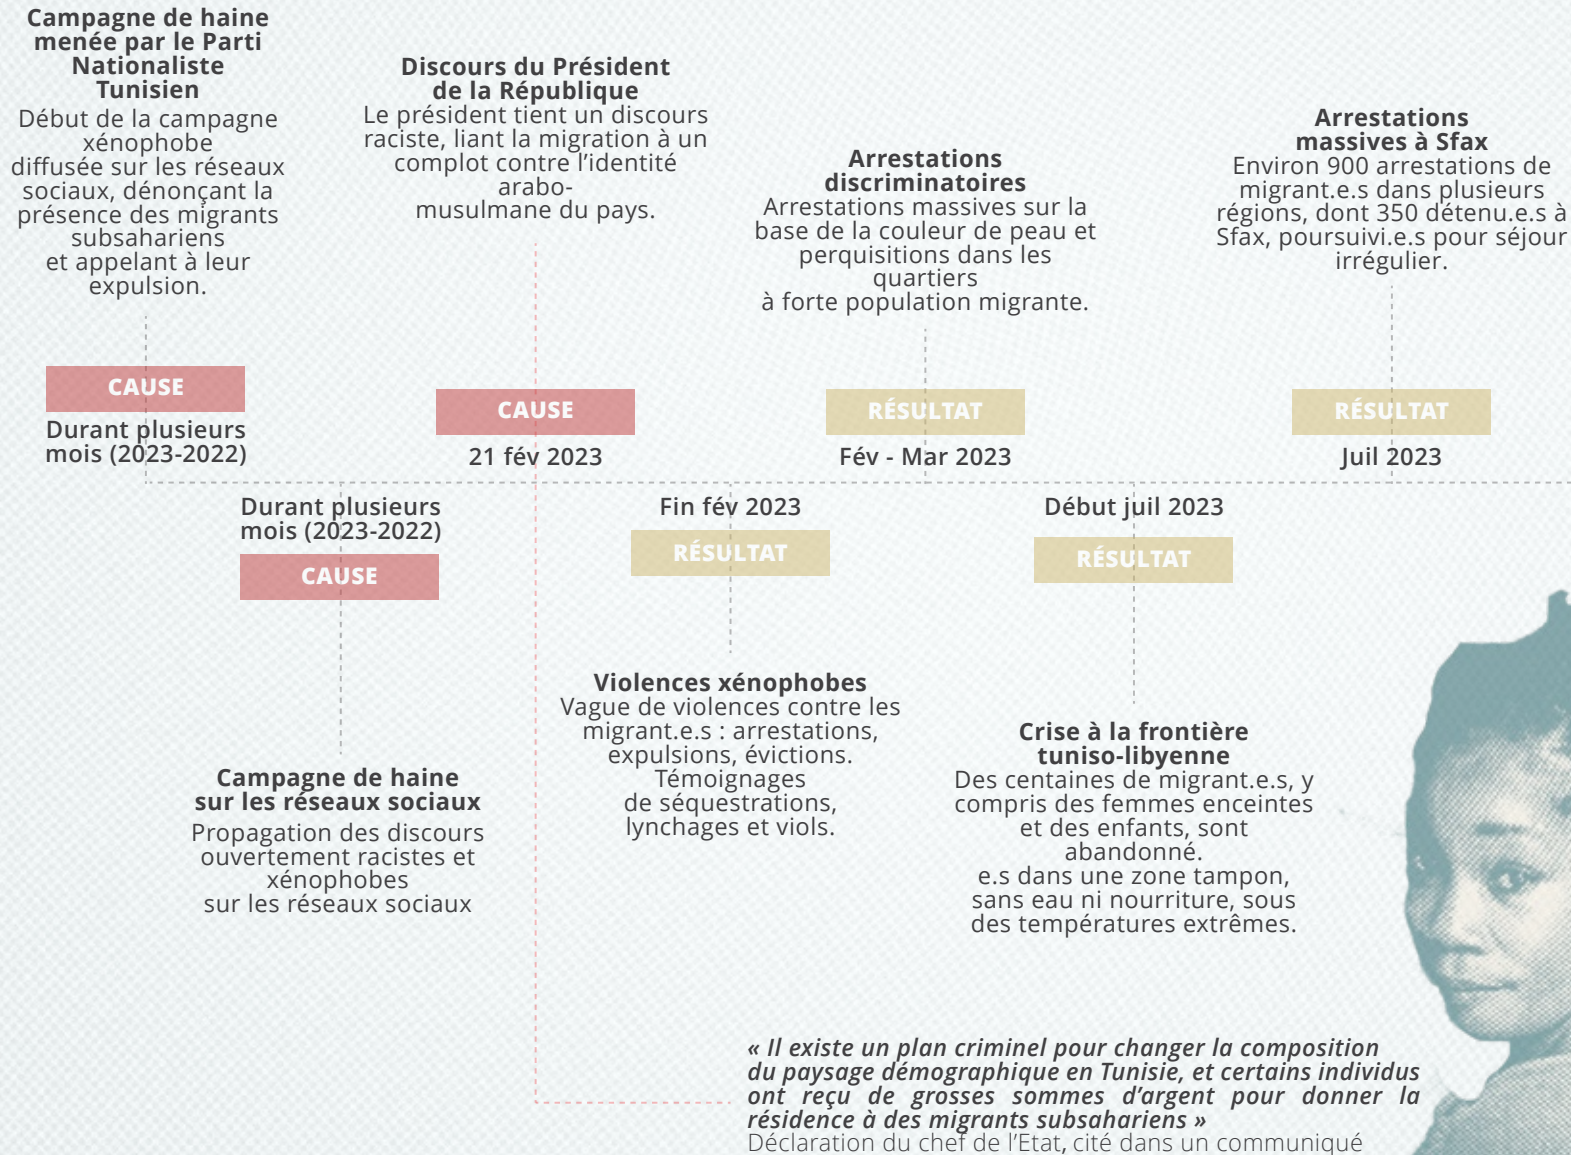 Campagne de haine
menée par le Parti
Nationaliste
Tunisien
Début de la campagne
xénophobe
diffusée sur les réseaux
sociaux, dénonçant la
présence des migrants
subsahariens
et appelant à leur
expulsion.
CAUSE
Durant plusieurs
mois (2023-2022)
Durant plusieurs
mois (2023-2022)
CAUSE
Campagne de haine
sur les réseaux sociaux
Propagation des discours
ouvertement racistes et
xénophobes
sur les réseaux sociaux
Discours du Président
de la République
Le président tient un discours
raciste, liant la migration à un
complot contre l’identité
arabo-
musulmane du pays.
CAUSE
21 fév 2023
Fin fév 2023
RÉSULTAT
Violences xénophobes
Vague de violences contre les
migrant.e.s : arrestations,
expulsions, évictions.
Témoignages
de séquestrations,
lynchages et viols.
Arrestations
discriminatoires
Arrestations massives sur la
base de la couleur de peau et
perquisitions dans les
quartiers
à forte population migrante.
RÉSULTAT
Fév - Mar 2023
Début juil 2023
RÉSULTAT
Crise à la frontière
tuniso-libyenne
Des centaines de migrant.e.s, y
compris des femmes enceintes
et des enfants, sont
abandonné.
e.s dans une zone tampon,
sans eau ni nourriture, sous
des températures extrêmes.
Arrestations
massives à Sfax
Environ 900 arrestations de
migrant.e.s dans plusieurs
régions, dont 350 détenu.e.s à
Sfax, poursuivi.e.s pour séjour
irrégulier.
RÉSULTAT
Juil 2023
« Il existe un plan criminel pour changer la composition
du paysage démographique en Tunisie, et certains individus
ont reçu de grosses sommes d’argent pour donner la
résidence à des migrants subsahariens »
Déclaration du chef de l’Etat, cité dans un communiqué